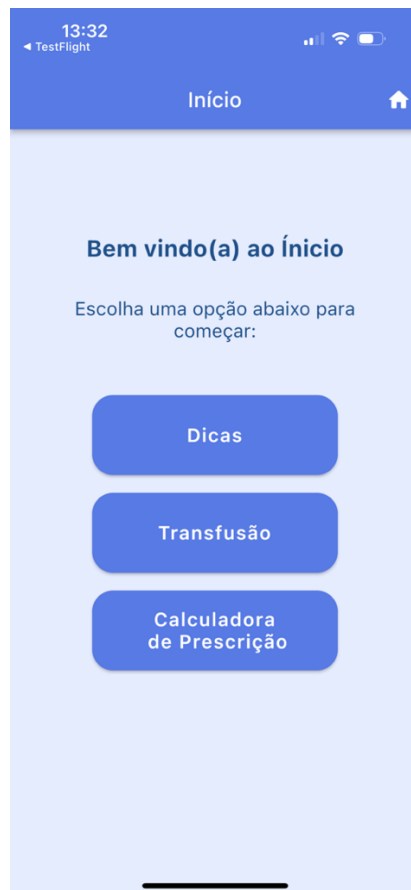 13:32
◀ TestFlight
Início
Bem vindo(a) ao Ínicio
Escolha uma opção abaixo para
começar:
Dicas
Transfusão
Calculadora
de Prescrição